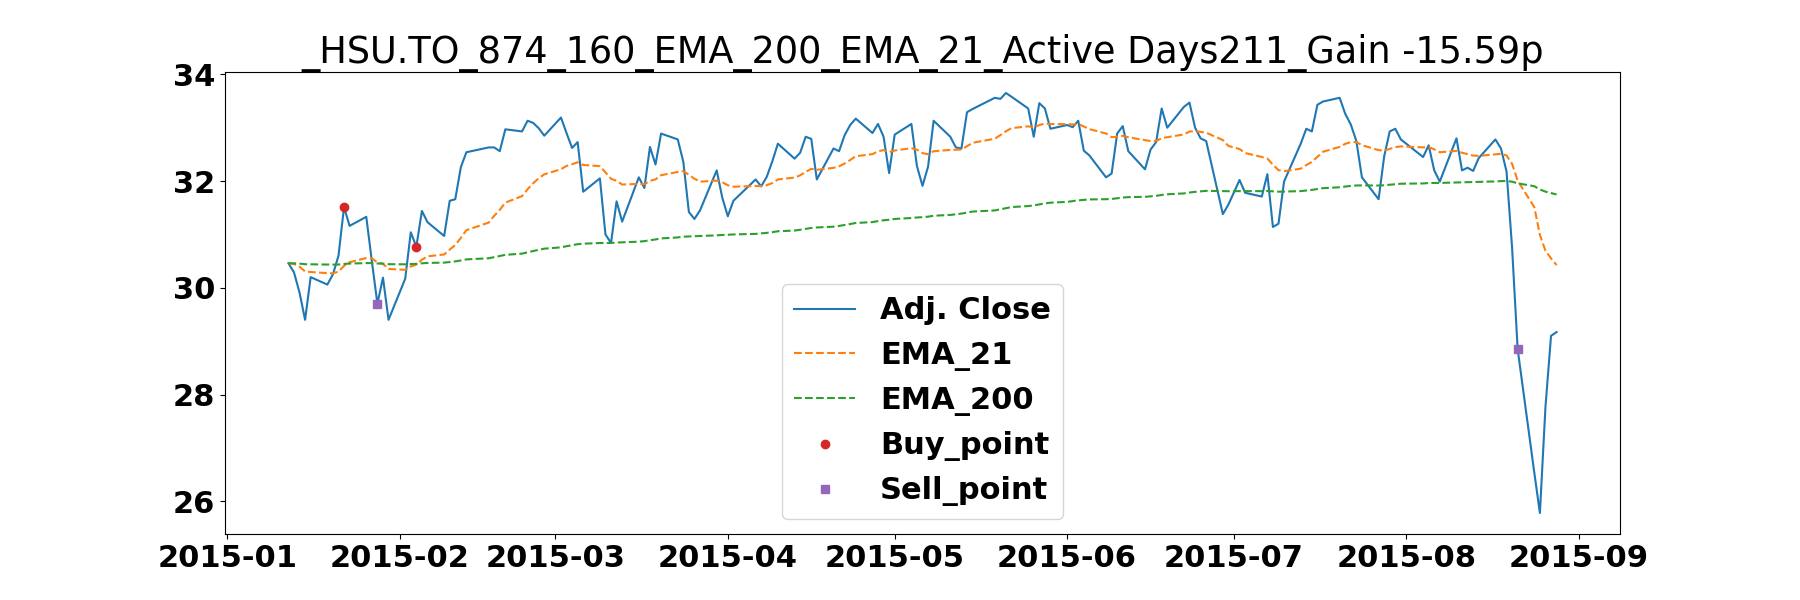 _HSU.TO_874_160_EMA_200_EMA_21_Active Days211_Gain -15.59p
34
32
30
28
26
Adj. Close
EMA_21
EMA_200
Buy_point
Sell_point
2015-01 2015-02 2015-03 2015-04 2015-05 2015-06 2015-07 2015-08 2015-09